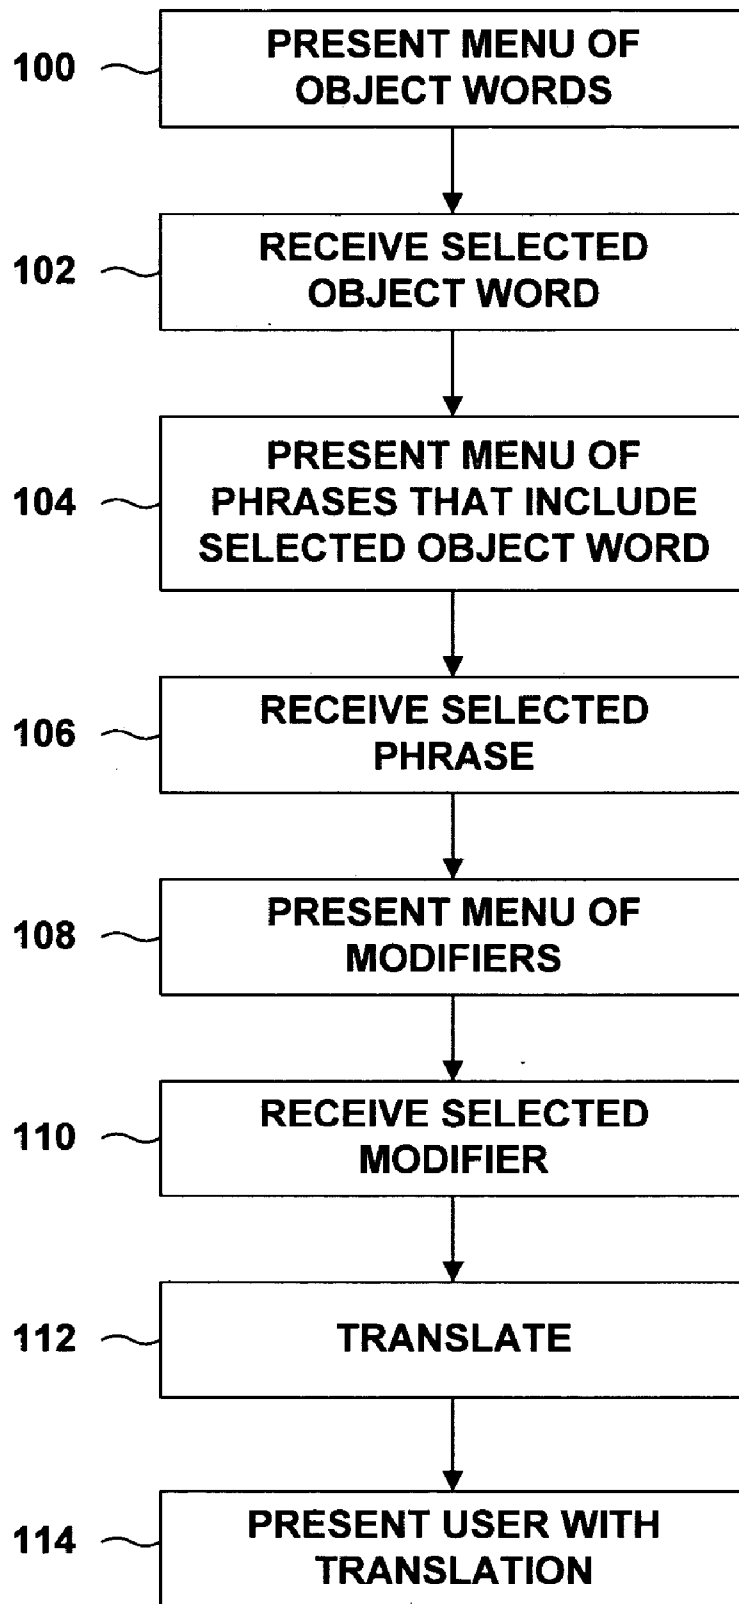 100
PRESENT MENU OF
OBJECT WORDS
102
RECEIVE SELECTED
OBJECT WORD
104
PRESENT MENU OF
PHRASES THAT INCLUDE
SELECTED OBJECT WORD
106
RECEIVE SELECTED
PHRASE
108
PRESENT MENU OF
MODIFIERS
110
RECEIVE SELECTED
MODIFIER
112
TRANSLATE
114
PRESENT USER WITH
TRANSLATION